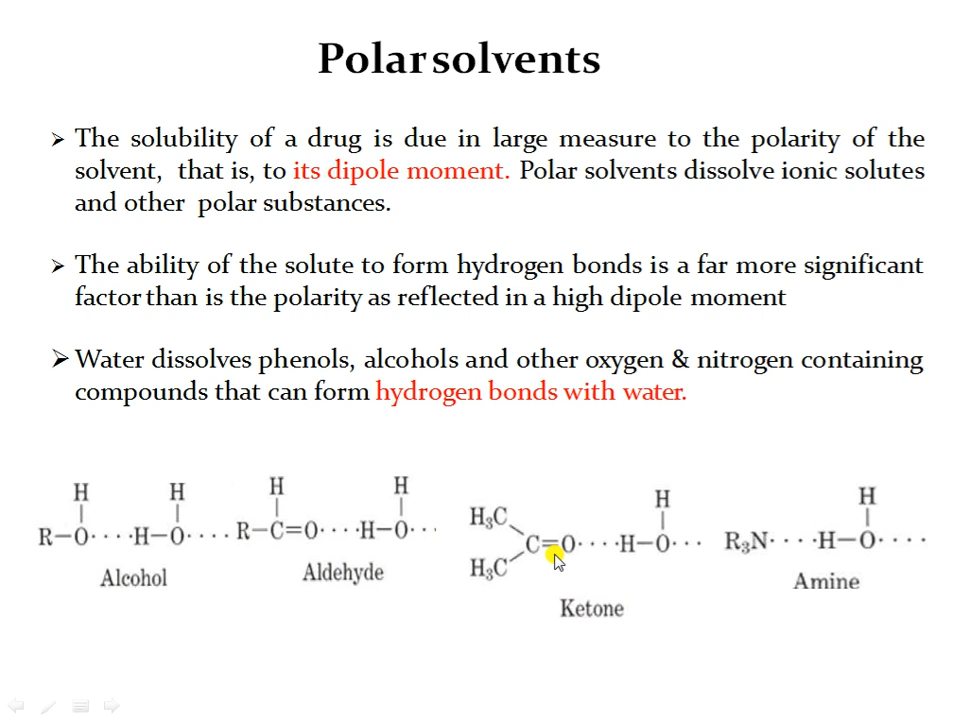 Polar solvents
➢ The solubility of a drug is due in large measure to the polarity of the
solvent, that is, to its dipole moment. Polar solvents dissolve ionic solutes
and other polar substances.
➢ The ability of the solute to form hydrogen bonds is a far more significant
factor than is the polarity as reflected in a high dipole moment
➢ Water dissolves phenols, alcohols and other oxygen & nitrogen containing
compounds that can form hydrogen bonds with water.
H H
R–O····H–O····
Alcohol
H H
R–C=O····H–O···
Aldehyde
H
H₃C
C=O····H–O···
H₃C
Ketone
H
R₃N····H–O····
Amine